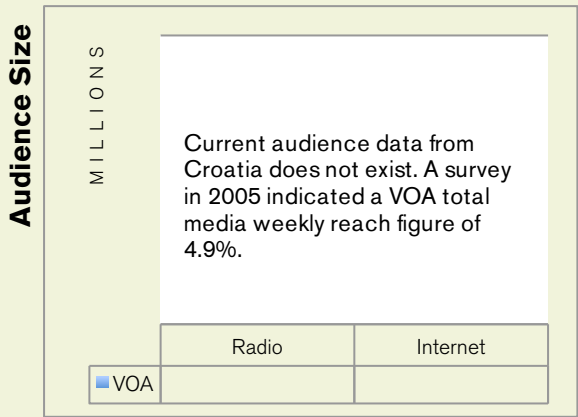 Audience Size
MILLIONS
Current audience data from
Croatia does not exist. A survey
in 2005 indicated a VOA total
media weekly reach figure of
4.9%.
Radio Internet
VOA